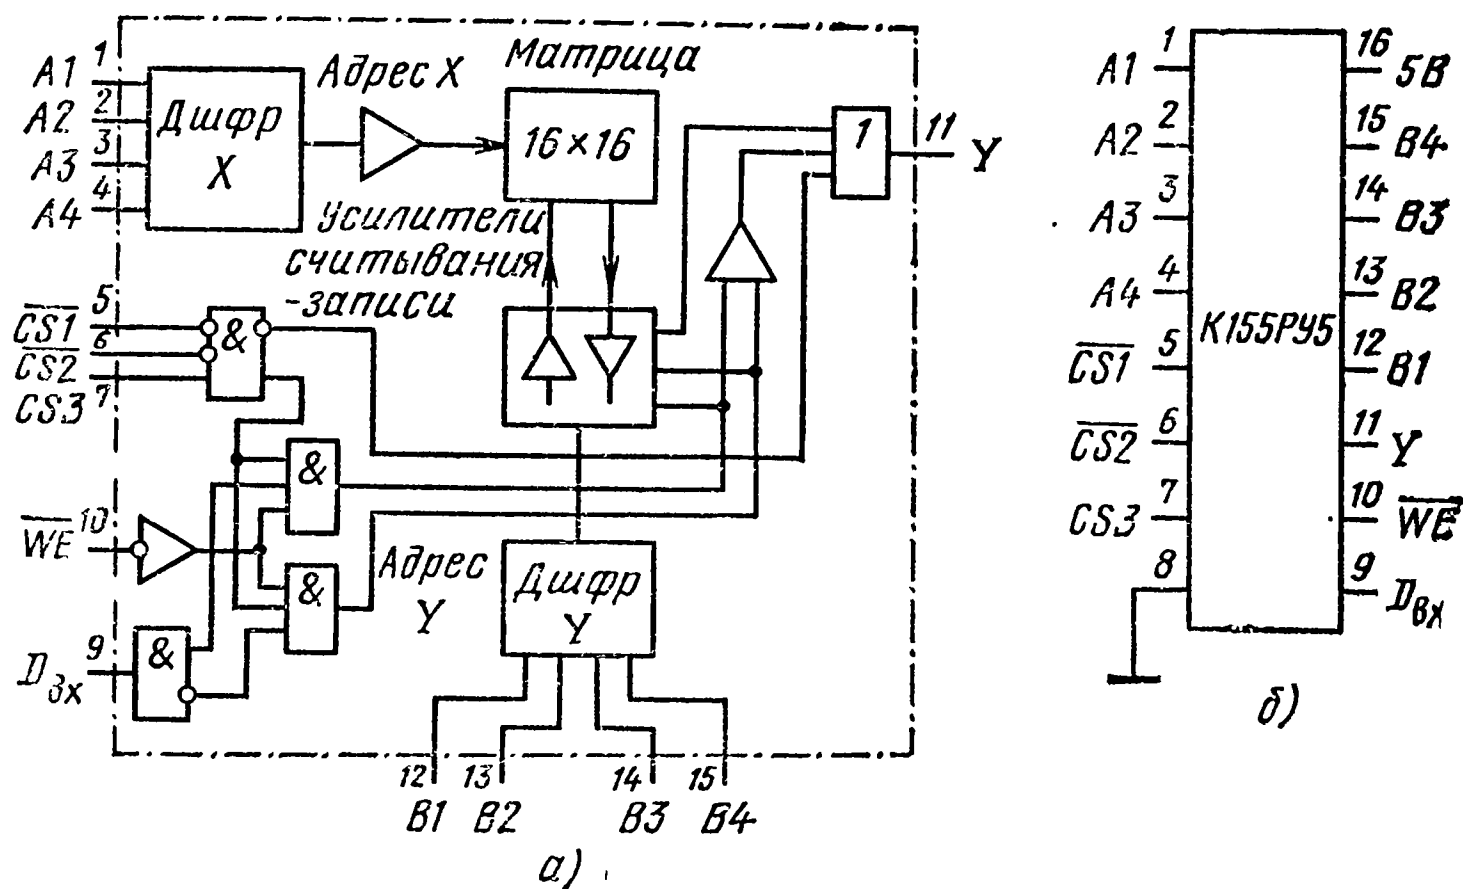 Матрица
Адрес X
A1 1
A2 2
A3 3
A4 4
Дшфр
X
16×16
1
11
Y
Усилители
считывания
-записи
CS1 5
CS2 6
CS3 7
&
&
&
&
WE 10
Dвх 9
Адрес
Y
Дшфр
Y
12 13 14 15
B1 B2 B3 B4
а)
К155РУ5
A1 1
A2 2
A3 3
A4 4
CS1 5
CS2 6
CS3 7
8
16 5В
15 B4
14 B3
13 B2
12 B1
11 Y
10 WE
9 Dвх
б)